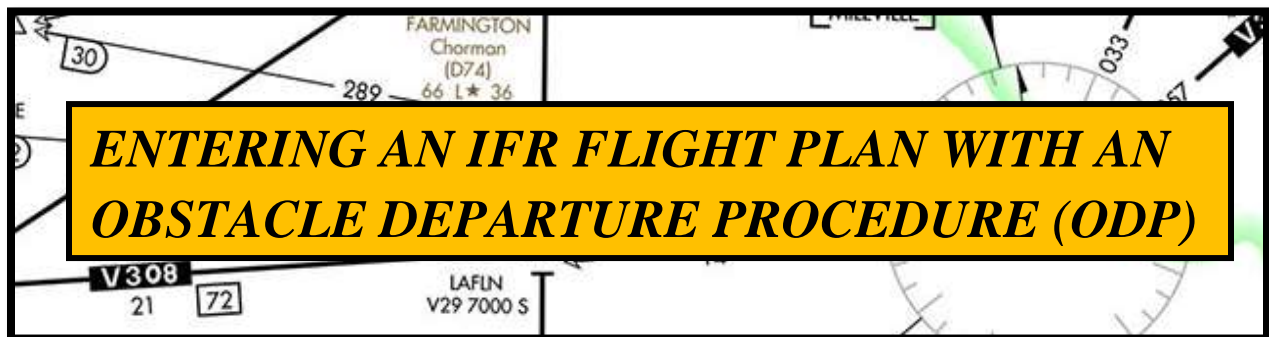 FARMINGTON
Chorman
(D74)
66 L★ 36
30
289
033
ENTERING AN IFR FLIGHT PLAN WITH AN
OBSTACLE DEPARTURE PROCEDURE (ODP)
V308
21 72
LAFLN
V29 7000 S